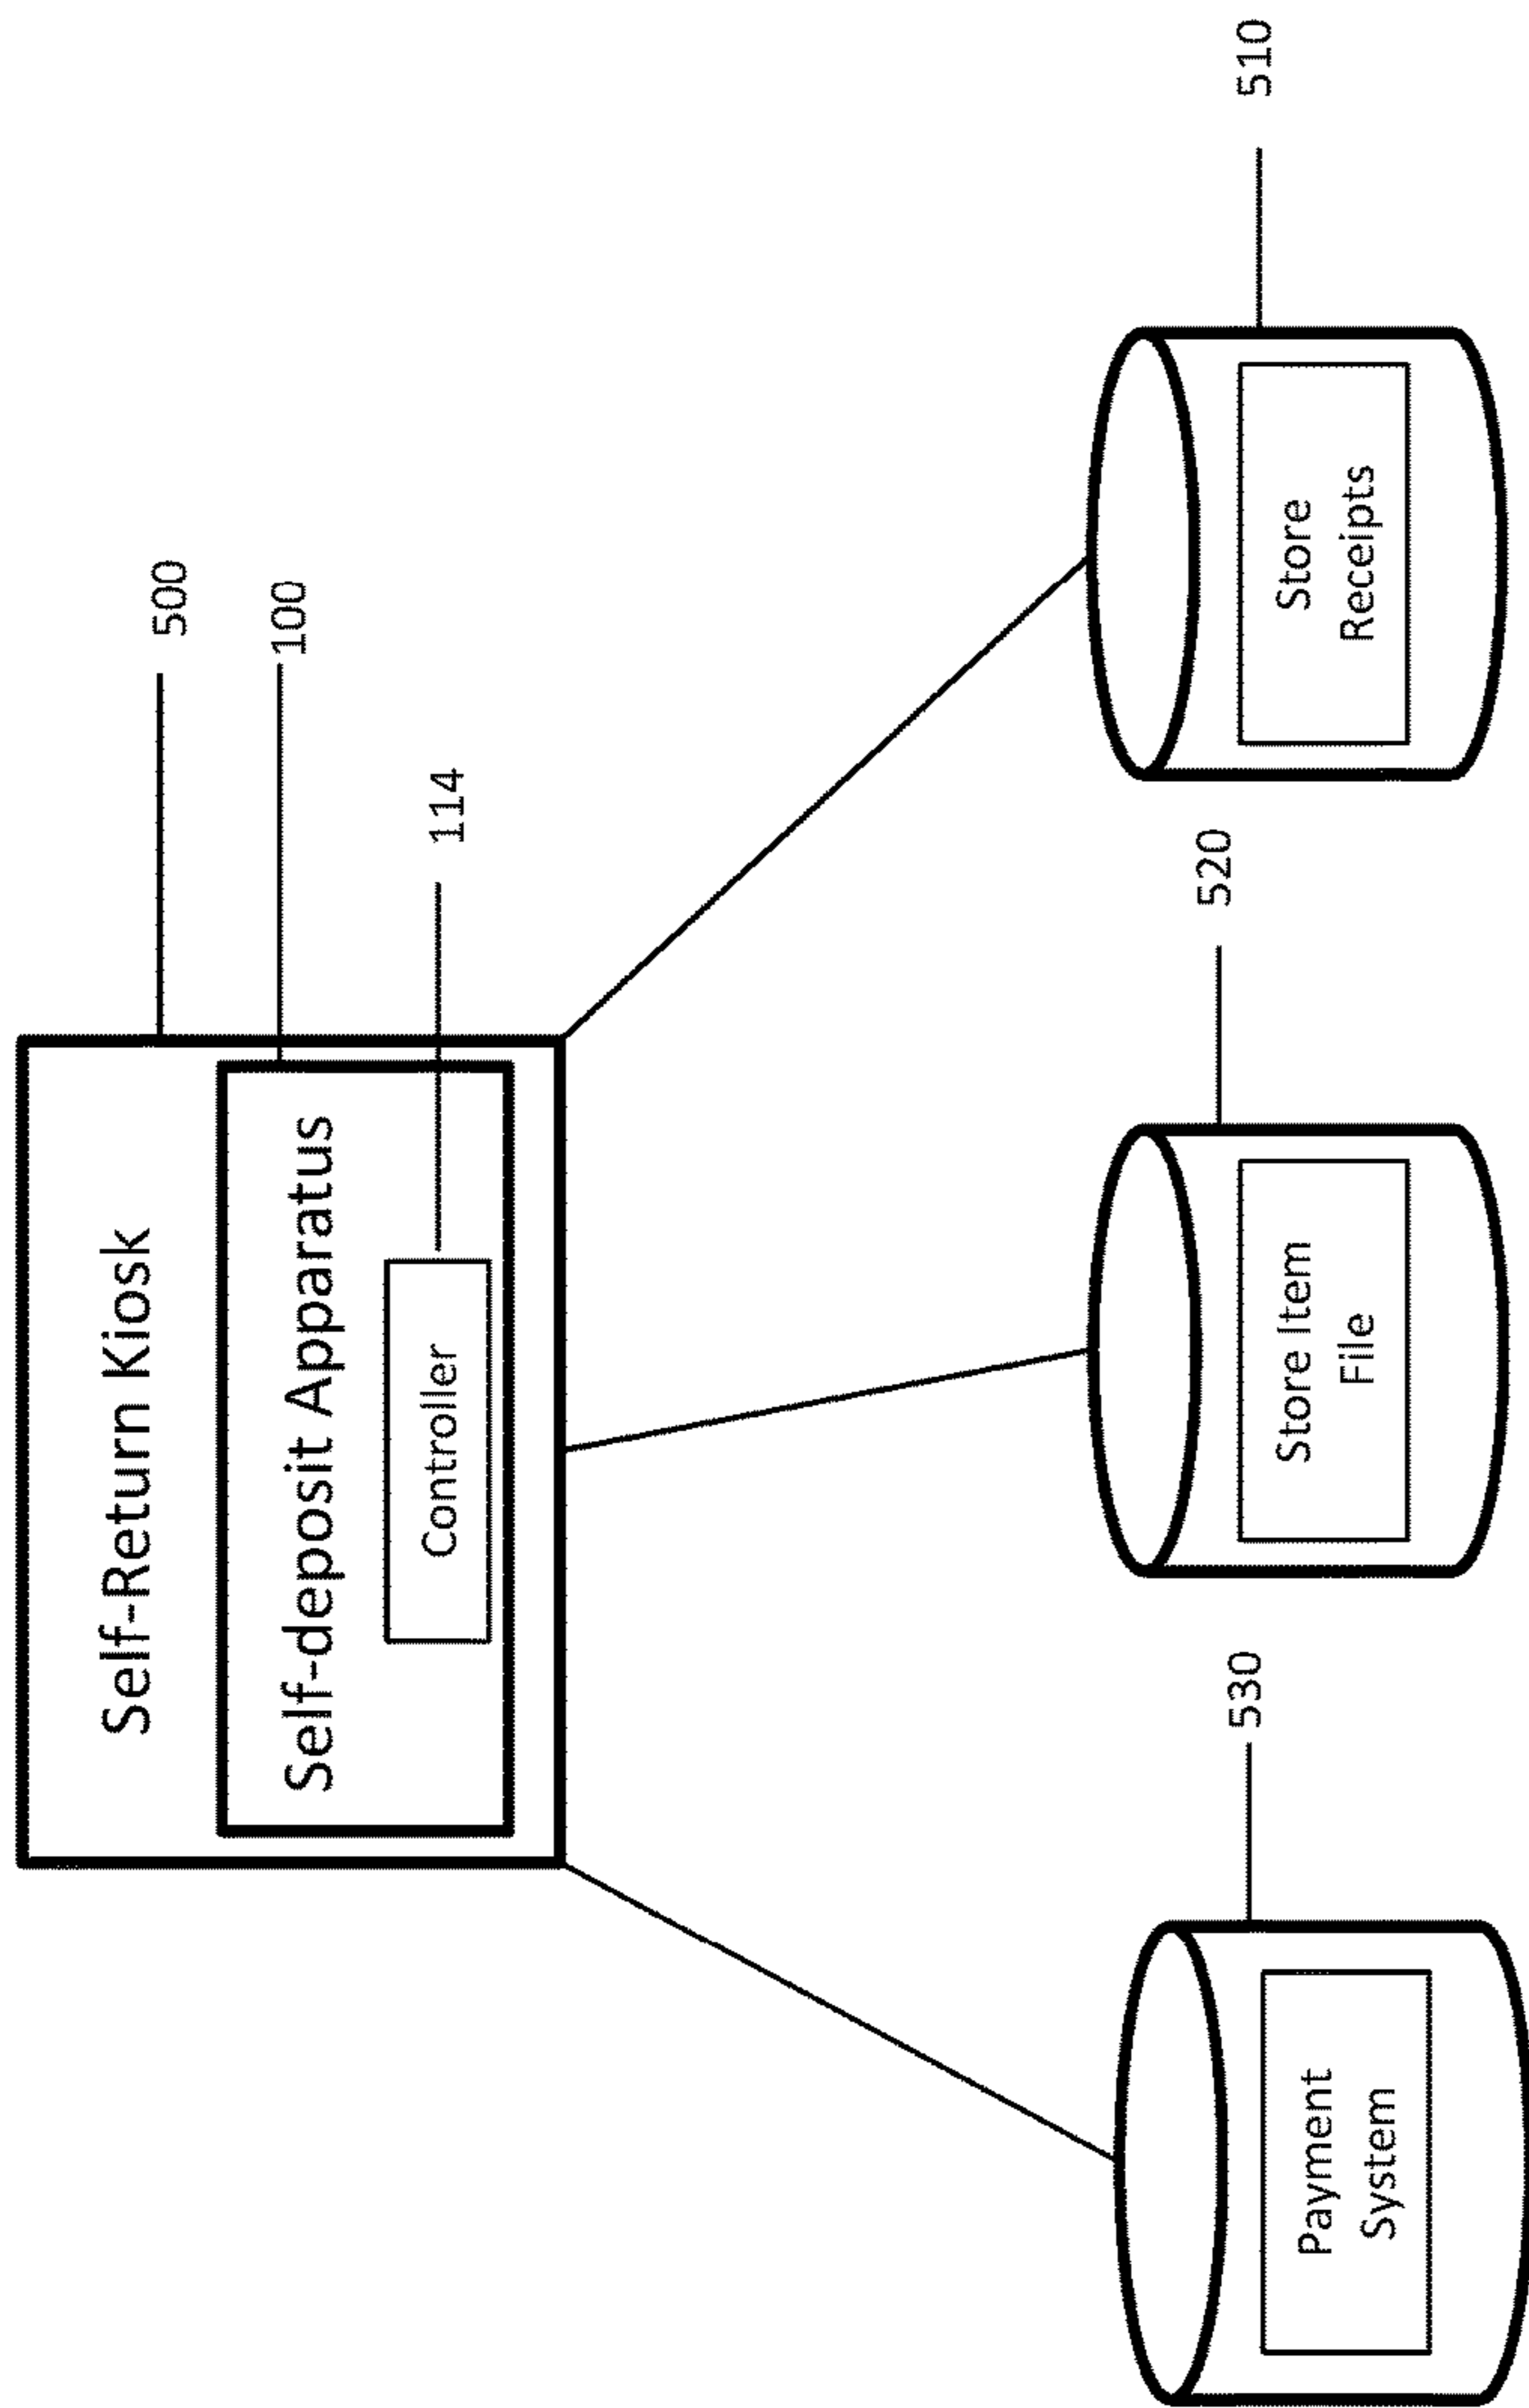 Self-Return Kiosk
500
Self-deposit Apparatus
100
Controller
114
Payment
System
530
Store Item
File
520
Store
Receipts
510